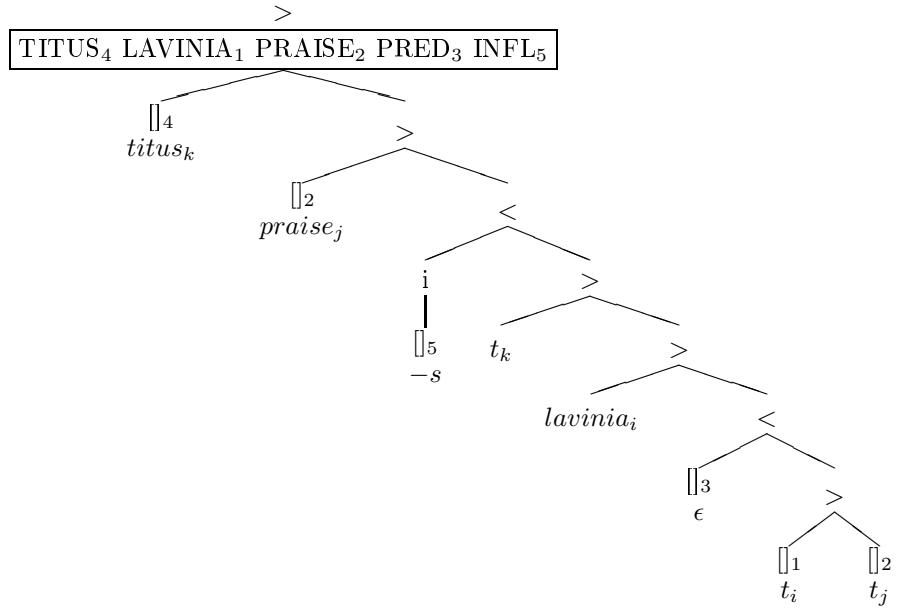 >
TITUS₄ LAVINIA₁ PRAISE₂ PRED₃ INFL₅
[]₄
titusₖ
>
[]₂
praiseⱼ
<
i
>
[]₅
tₖ
−s
>
laviniaᵢ
<
[]₃
ϵ
>
[]₁ []₂
tᵢ tⱼ